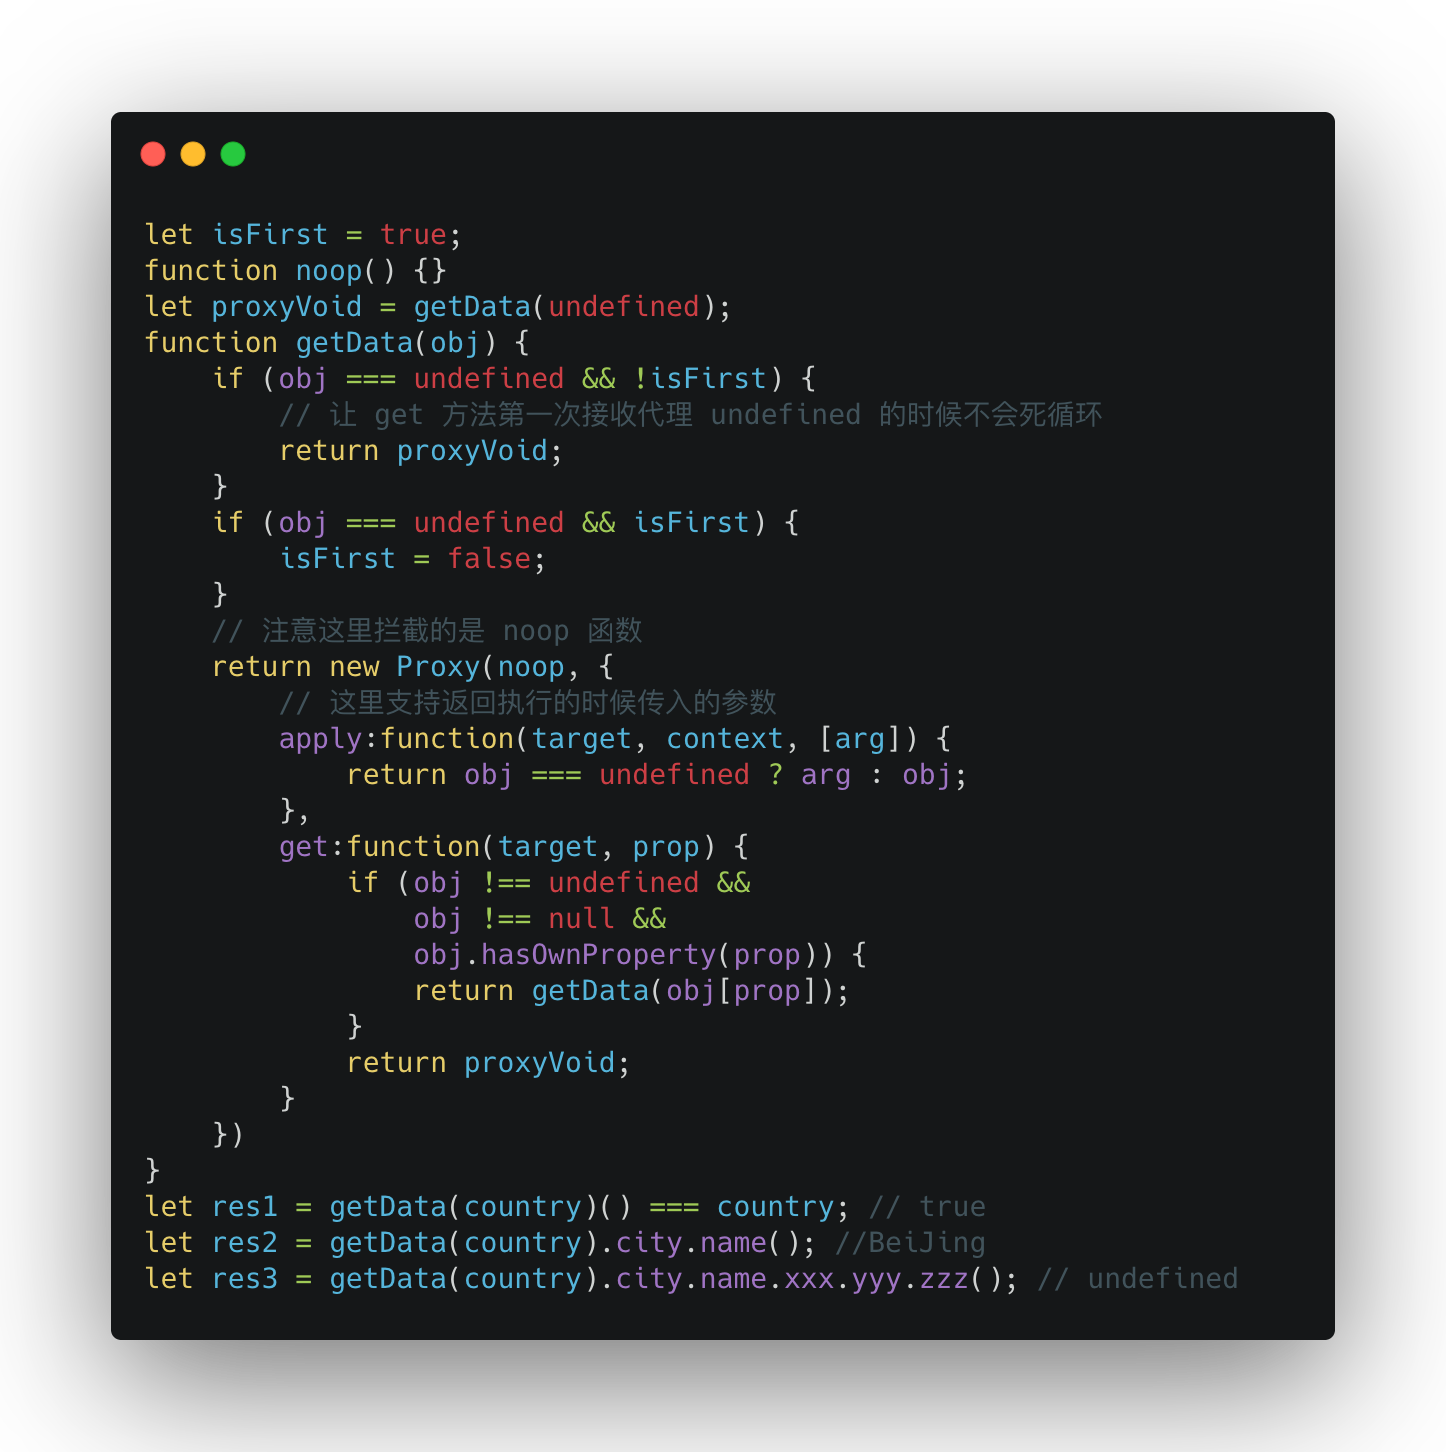 let isFirst = true;
function noop() {}
let proxyVoid = getData(undefined);
function getData(obj) {
    if (obj === undefined && !isFirst) {
        // 让 get 方法第一次接收代理 undefined 的时候不会死循环
        return proxyVoid;
    }
    if (obj === undefined && isFirst) {
        isFirst = false;
    }
    // 注意这里拦截的是 noop 函数
    return new Proxy(noop, {
        // 这里支持返回执行的时候传入的参数
        apply:function(target, context, [arg]) {
            return obj === undefined ? arg : obj;
        },
        get:function(target, prop) {
            if (obj !== undefined &&
                obj !== null &&
                obj.hasOwnProperty(prop)) {
                return getData(obj[prop]);
            }
            return proxyVoid;
        }
    })
}
let res1 = getData(country)() === country; // true
let res2 = getData(country).city.name(); //BeiJing
let res3 = getData(country).city.name.xxx.yyy.zzz(); // undefined